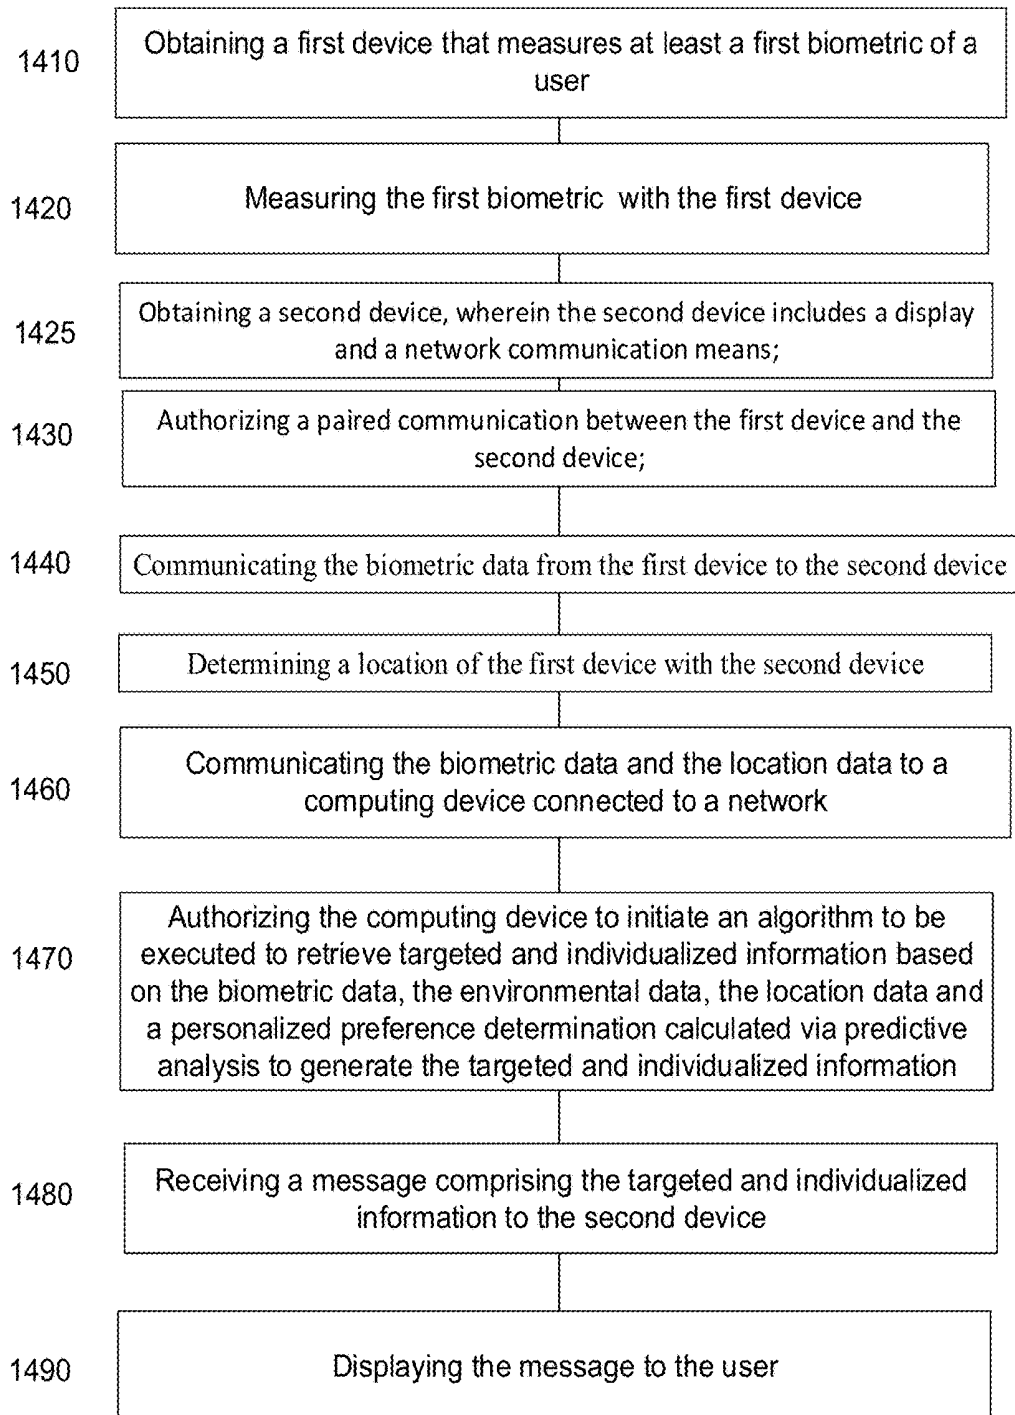 1410
Obtaining a first device that measures at least a first biometric of a
user
1420
Measuring the first biometric with the first device
1425
Obtaining a second device, wherein the second device includes a display
and a network communication means;
1430
Authorizing a paired communication between the first device and the
second device;
1440
Communicating the biometric data from the first device to the second device
1450
Determining a location of the first device with the second device
1460
Communicating the biometric data and the location data to a
computing device connected to a network
1470
Authorizing the computing device to initiate an algorithm to be
executed to retrieve targeted and individualized information based
on the biometric data, the environmental data, the location data and
a personalized preference determination calculated via predictive
analysis to generate the targeted and individualized information
1480
Receiving a message comprising the targeted and individualized
information to the second device
1490
Displaying the message to the user